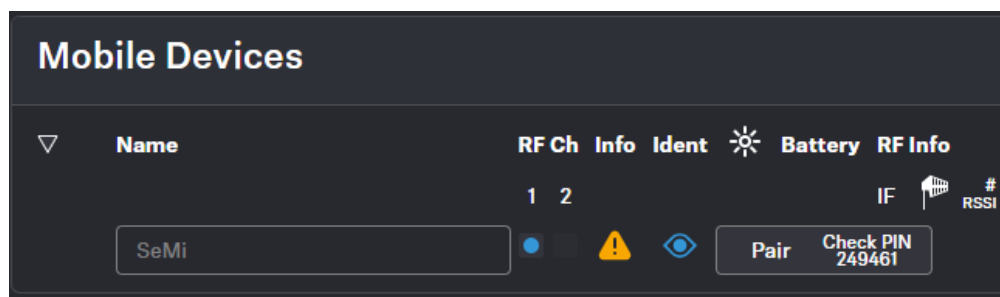 Mobile Devices
Name RF Ch Info Ident Battery RF Info
1 2 IF # RSSI
SeMi Pair Check PIN 249461